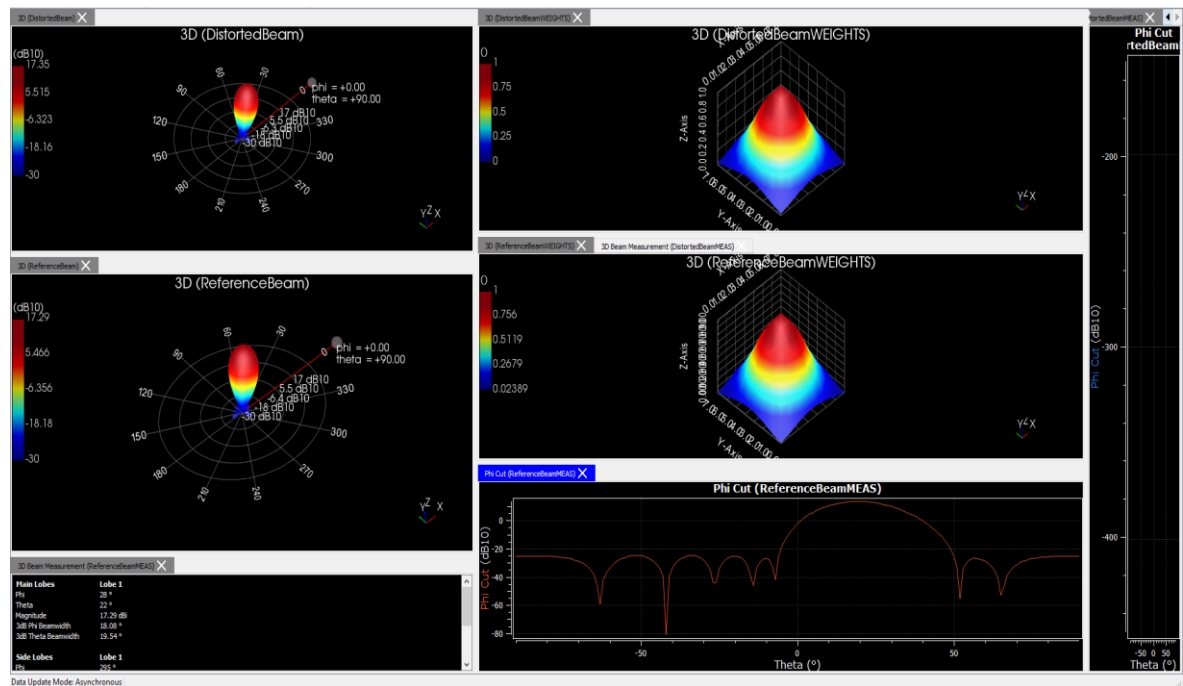 3D (DistortedBeam)
3D (DistortedBeam)
(dB10)
17.35
5.515
-6.323
-18.16
-30
60
30
90
0
phi = +0.00
theta = +90.00
17 dB10
5.5 dB10
-18 dB10
-30 dB10
330
120
150
300
180
270
210
240
YZ X
3D (ReferenceBeam)
3D (ReferenceBeam)
(dB10)
17.29
5.466
-6.356
-18.18
-30
60
30
90
0
phi = +0.00
theta = +90.00
17 dB10
5.5 dB10
-6.4 dB10
-18 dB10
-30 dB10
330
120
150
300
180
270
210
240
YZ X
3D Beam Measurement (ReferenceBeamMEAS)
Main Lobes Lobe 1
Phi 28 °
Theta 22 °
Magnitude 17.29 dBi
3dB Phi Beamwidth 18.08 °
3dB Theta Beamwidth 19.54 °
Side Lobes Lobe 1
Phi 295 °
Data Update Mode: Asynchronous
3D (DistortedBeamWEIGHTS)
3D (DistortedBeamWEIGHTS)
()
1
0.75
0.5
0.25
0
Z-Axis
Y-Axis
YZX
3D (ReferenceBeamWEIGHTS) 3D Beam Measurement (DistortedBeamMEAS)
3D (ReferenceBeamWEIGHTS)
()
1
0.756
0.5119
0.2679
0.02389
Z-Axis
Y-Axis
YZX
Phi Cut (ReferenceBeamMEAS)
Phi Cut (ReferenceBeamMEAS)
Phi Cut (dB10)
0
-20
-40
-60
-80
-50 0 50
Theta (°)
tortedBeamMEAS)
Phi Cut
rtedBeam
Phi Cut (dB10)
-200
-300
-400
-50 0 50
Theta (°)